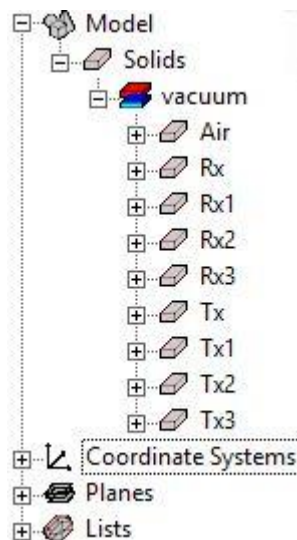 Model
Solids
vacuum
Air
Rx
Rx1
Rx2
Rx3
Tx
Tx1
Tx2
Tx3
Coordinate Systems
Planes
Lists